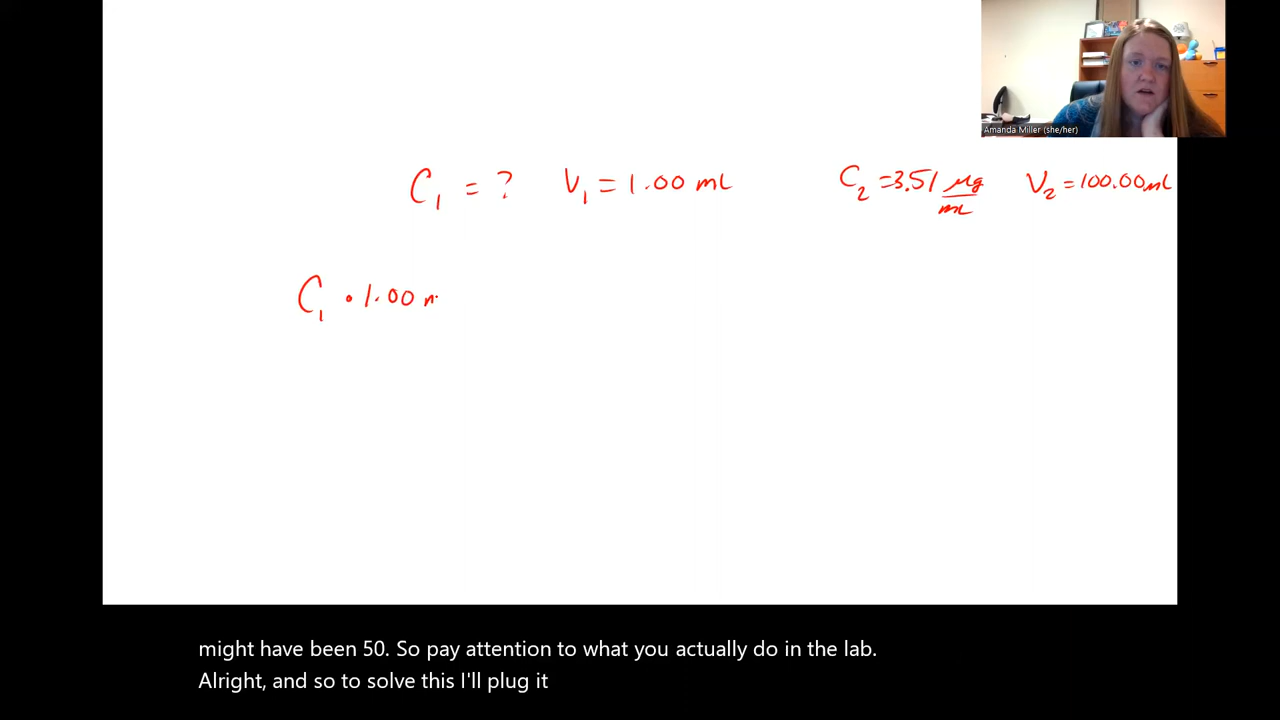 Amanda Miller (she/her)
C₁ = ? V₁ = 1.00 mL C₂ = 3.51 μg/mL V₂ = 100.00 mL
C₁ • 1.00
might have been 50. So pay attention to what you actually do in the lab.
Alright, and so to solve this I'll plug it